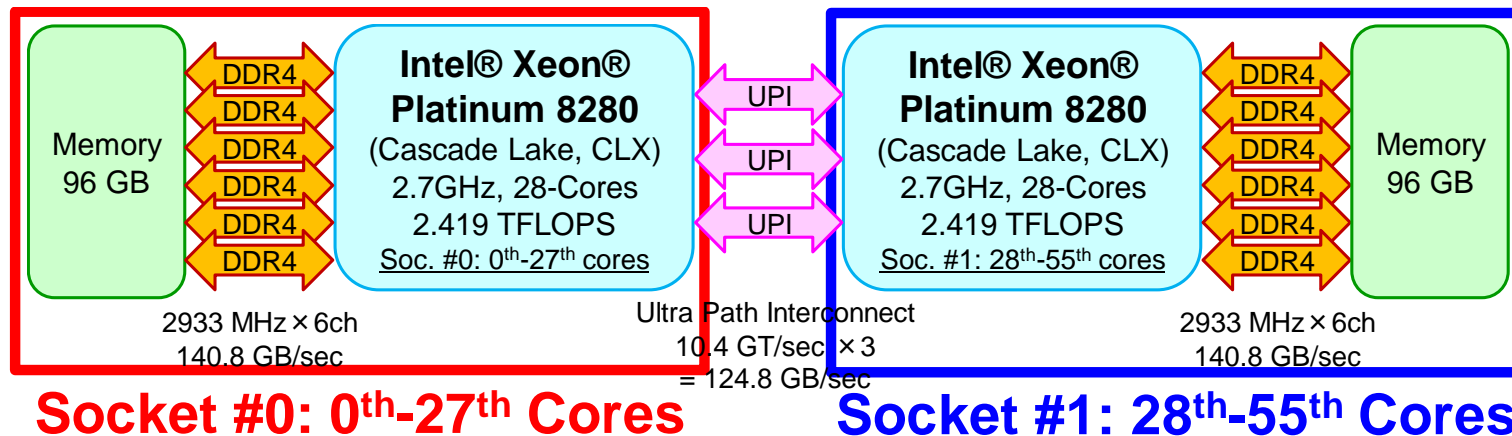 Memory
96 GB
DDR4
DDR4
DDR4
DDR4
DDR4
DDR4
Intel® Xeon®
Platinum 8280
(Cascade Lake, CLX)
2.7GHz, 28-Cores
2.419 TFLOPS
Soc. #0: 0th-27th cores
UPI
UPI
UPI
Intel® Xeon®
Platinum 8280
(Cascade Lake, CLX)
2.7GHz, 28-Cores
2.419 TFLOPS
Soc. #1: 28th-55th cores
DDR4
DDR4
DDR4
DDR4
DDR4
DDR4
Memory
96 GB
2933 MHz×6ch
140.8 GB/sec
Ultra Path Interconnect
10.4 GT/sec ×3
= 124.8 GB/sec
2933 MHz×6ch
140.8 GB/sec
Socket #0: 0th-27th Cores
Socket #1: 28th-55th Cores